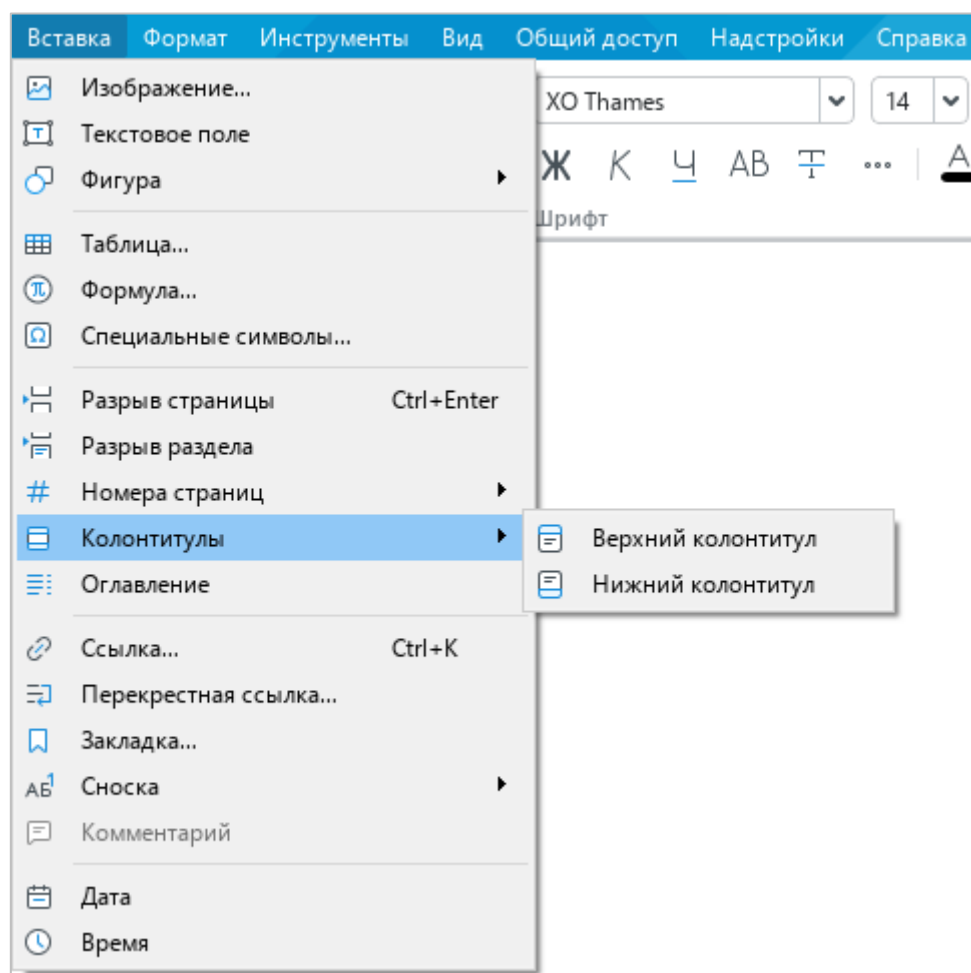 Вставка Формат Инструменты Вид Общий доступ Надстройки Справка
Изображение...
XO Thames 14
Текстовое поле
Ж К Ч АВ Т ... А
Фигура
Шрифт
Таблица...
Формула...
Специальные символы...
Разрыв страницы Ctrl+Enter
Разрыв раздела
Номера страниц
Колонтитулы
Верхний колонтитул
Оглавление
Нижний колонтитул
Ссылка... Ctrl+K
Перекрестная ссылка...
Закладка...
АБ1 Сноска
Комментарий
Дата
Время